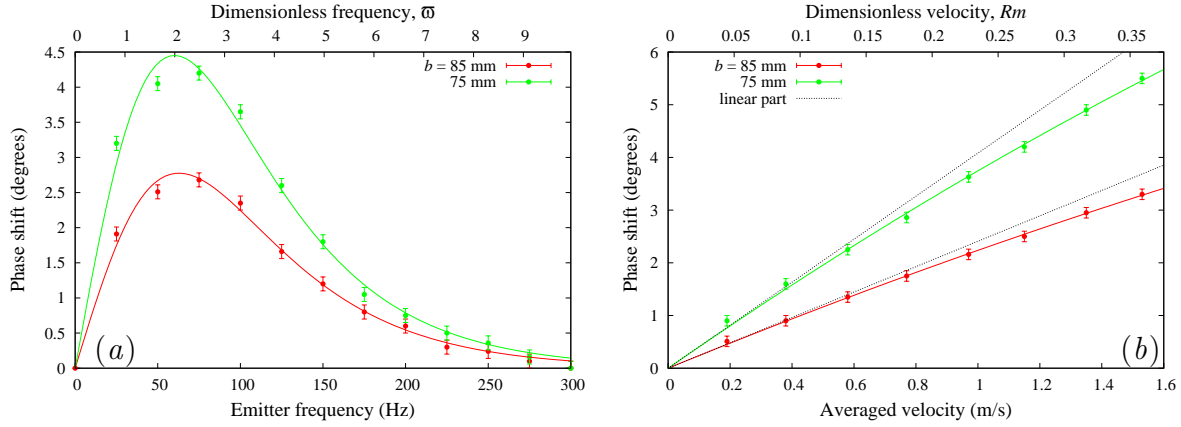 Dimensionless frequency, ϖ
0 1 2 3 4 5 6 7 8 9
4.5
4
3.5
3
2.5
2
1.5
1
0.5
0
Phase shift (degrees)
b = 85 mm
75 mm
(a)
0 50 100 150 200 250 300
Emitter frequency (Hz)
Dimensionless velocity, Rm
0 0.05 0.1 0.15 0.2 0.25 0.3 0.35
6
5
4
3
2
1
0
Phase shift (degrees)
b = 85 mm
75 mm
linear part
(b)
0 0.2 0.4 0.6 0.8 1 1.2 1.4 1.6
Averaged velocity (m/s)